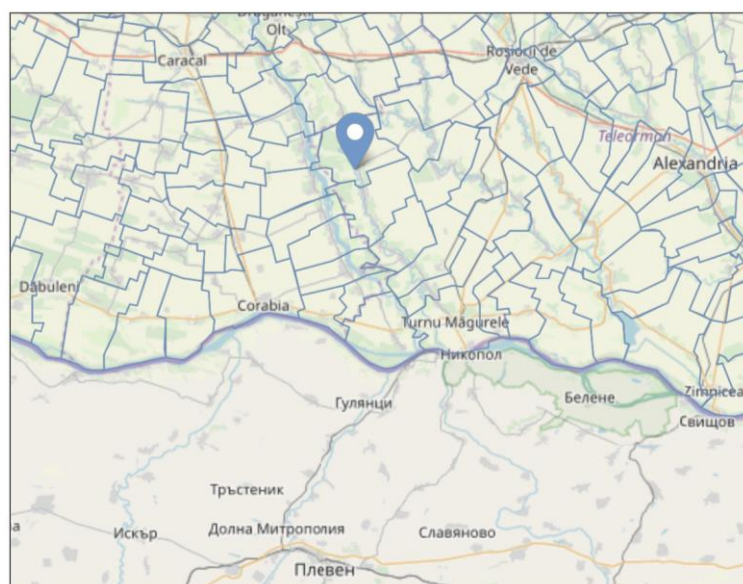 Drăgănești
Olt
Caracal
Roșiorii de
Vede
Teleorman
Alexandria
Dăbuleni
Corabia
Turnu Măgurele
Никопол
Zimnicea
Гулянци
Белене
Свищов
Тръстеник
Искър
Долна Митрополия
Славяново
Плевен